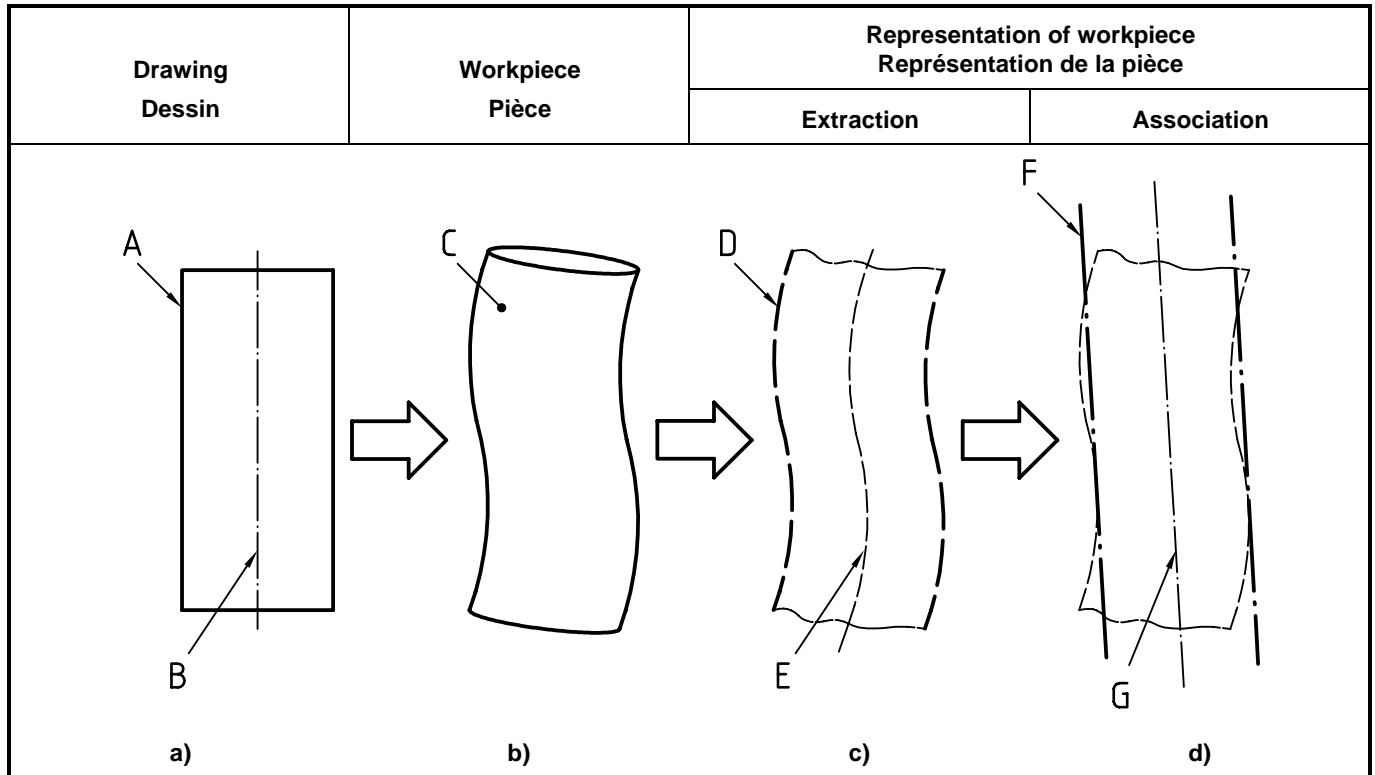 Drawing
Dessin
Workpiece
Pièce
Representation of workpiece
Représentation de la pièce
Extraction
Association
A
B
C
D
E
F
G
a)
b)
c)
d)